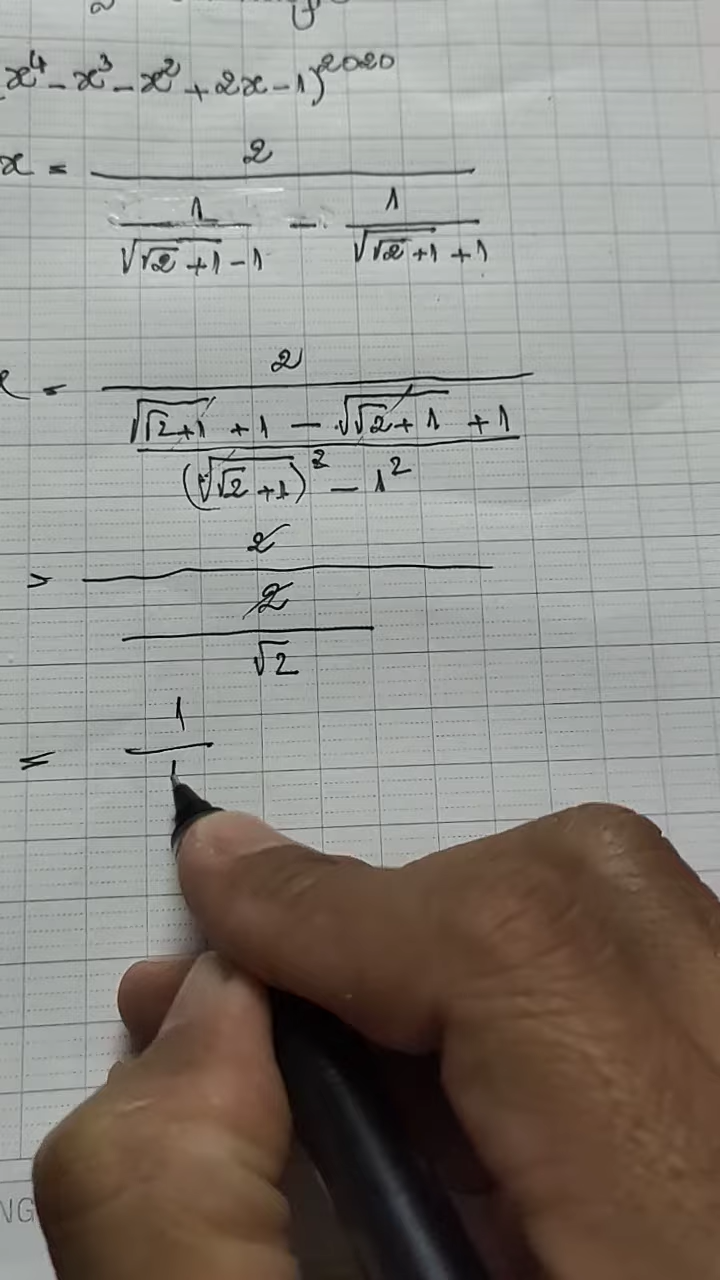 x⁴ - x³ - x² + 2x - 1)²⁰²⁰
x = 2 / (1/(√(√2 + 1) - 1) - 1/(√(√2 + 1) + 1))
= 2 / ((√(√2 + 1) + 1 - √(√2 + 1) + 1) / ((√(√2 + 1))² - 1²))
= 2 / (2 / √2)
= 1 /
NG